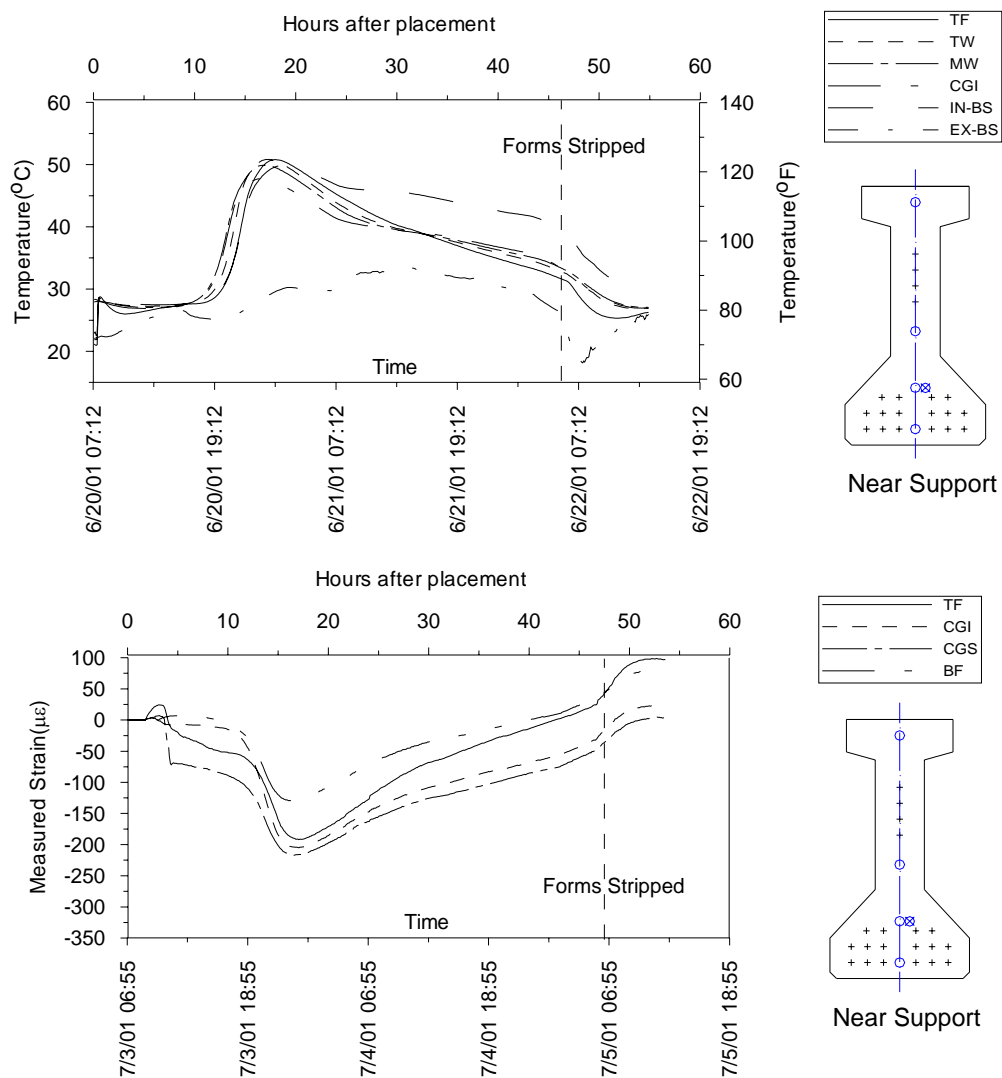 Hours after placement
0 10 20 30 40 50 60
60
50
40
30
20
Temperature(ºC)
140
120
100
80
60
Temperature(ºF)
Forms Stripped
Time
6/20/01 07:12
6/20/01 19:12
6/21/01 07:12
6/21/01 19:12
6/22/01 07:12
6/22/01 19:12
TF
TW
MW
CGI
IN-BS
EX-BS
Near Support
Hours after placement
0 10 20 30 40 50 60
100
50
0
-50
-100
-150
-200
-250
-300
-350
Measured Strain(με)
Forms Stripped
Time
7/3/01 06:55
7/3/01 18:55
7/4/01 06:55
7/4/01 18:55
7/5/01 06:55
7/5/01 18:55
TF
CGI
CGS
BF
Near Support